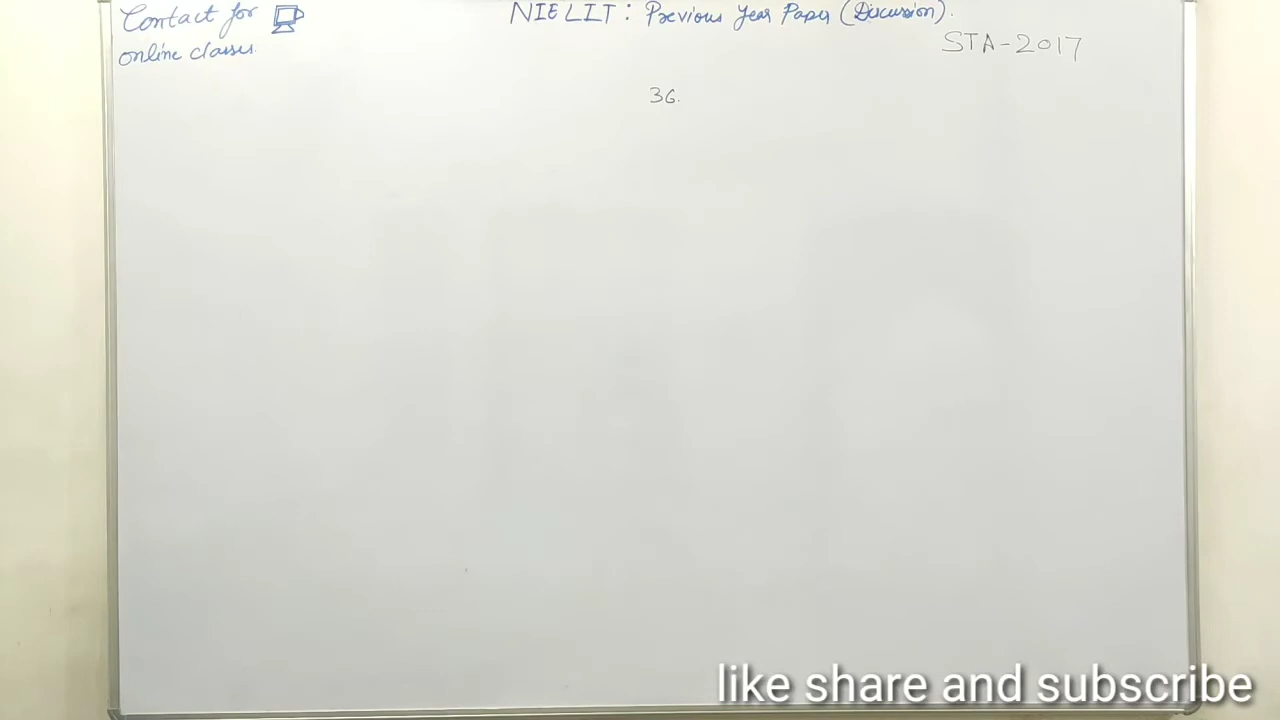 Contact for
online classes.
NIELIT : Previous Year Paper (Discussion).
STA-2017
36.
like share and subscribe